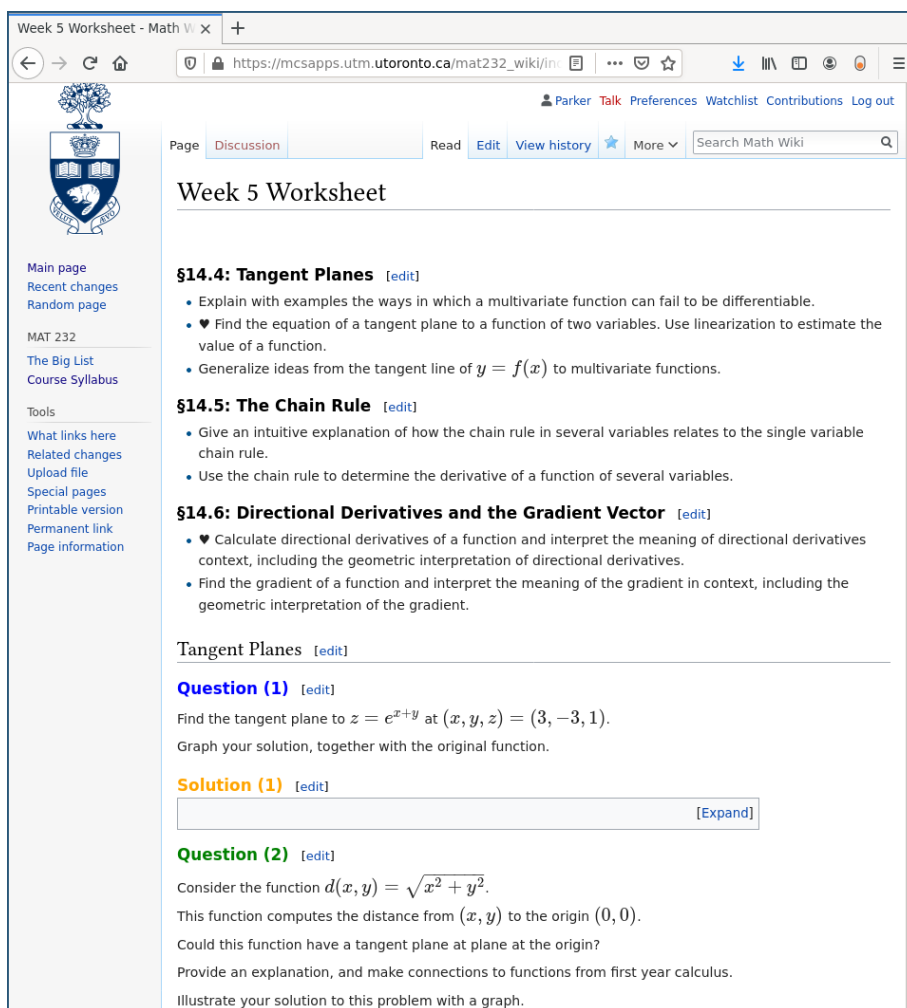 Week 5 Worksheet - Math W
https://mcsapps.utm.utoronto.ca/mat232_wiki/in
Parker Talk Preferences Watchlist Contributions Log out
Page Discussion Read Edit View history More Search Math Wiki
VELUT ÆVO
Week 5 Worksheet
Main page
Recent changes
Random page
MAT 232
The Big List
Course Syllabus
Tools
What links here
Related changes
Upload file
Special pages
Printable version
Permanent link
Page information
§14.4: Tangent Planes [edit]
• Explain with examples the ways in which a multivariate function can fail to be differentiable.
• ♥ Find the equation of a tangent plane to a function of two variables. Use linearization to estimate the
value of a function.
• Generalize ideas from the tangent line of y = f(x) to multivariate functions.
§14.5: The Chain Rule [edit]
• Give an intuitive explanation of how the chain rule in several variables relates to the single variable
chain rule.
• Use the chain rule to determine the derivative of a function of several variables.
§14.6: Directional Derivatives and the Gradient Vector [edit]
• ♥ Calculate directional derivatives of a function and interpret the meaning of directional derivatives
context, including the geometric interpretation of directional derivatives.
• Find the gradient of a function and interpret the meaning of the gradient in context, including the
geometric interpretation of the gradient.
Tangent Planes [edit]
Question (1) [edit]
Find the tangent plane to z = e^{x+y} at (x, y, z) = (3, −3, 1).
Graph your solution, together with the original function.
Solution (1) [edit]
[Expand]
Question (2) [edit]
Consider the function d(x, y) = √(x² + y²).
This function computes the distance from (x, y) to the origin (0, 0).
Could this function have a tangent plane at plane at the origin?
Provide an explanation, and make connections to functions from first year calculus.
Illustrate your solution to this problem with a graph.